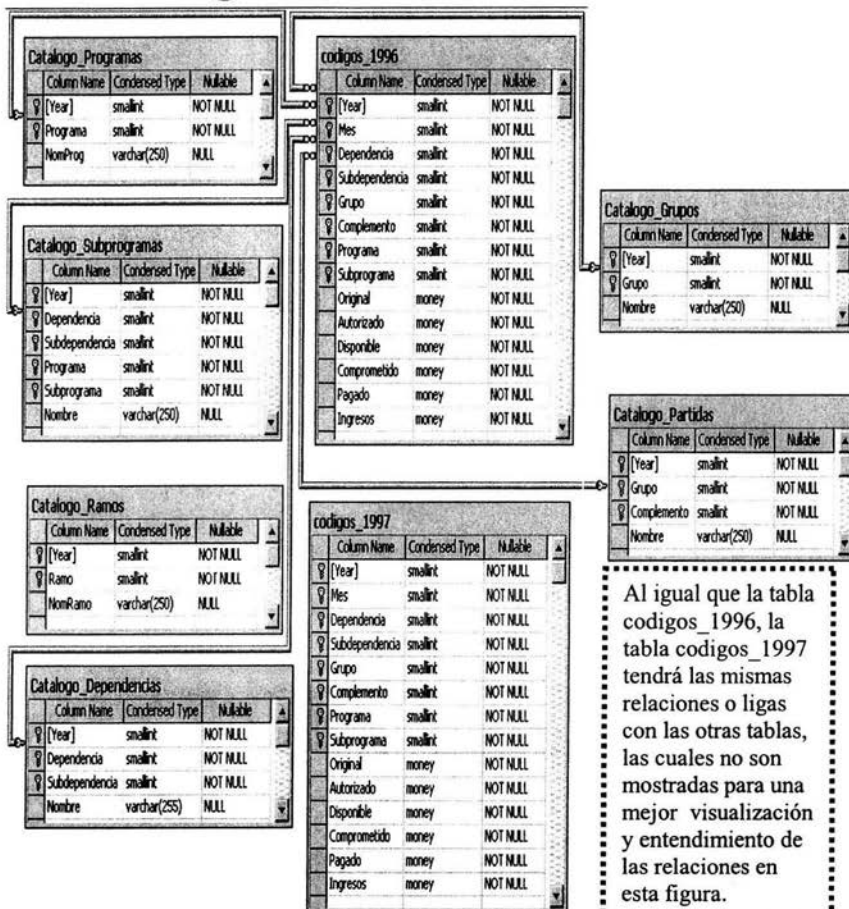 Catalogo_Programas
Column Name Condensed Type Nullable
[Year] smallint NOT NULL
Programa smallint NOT NULL
NomProg varchar(250) NULL
Catalogo_Subprogramas
Column Name Condensed Type Nullable
[Year] smallint NOT NULL
Dependencia smallint NOT NULL
Subdependencia smallint NOT NULL
Programa smallint NOT NULL
Subprograma smallint NOT NULL
Nombre varchar(250) NULL
Catalogo_Ramos
Column Name Condensed Type Nullable
[Year] smallint NOT NULL
Ramo smallint NOT NULL
NomRamo varchar(250) NULL
Catalogo_Dependencias
Column Name Condensed Type Nullable
[Year] smallint NOT NULL
Dependencia smallint NOT NULL
Subdependencia smallint NOT NULL
Nombre varchar(255) NULL
codigos_1996
Column Name Condensed Type Nullable
[Year] smallint NOT NULL
Mes smallint NOT NULL
Dependencia smallint NOT NULL
Subdependencia smallint NOT NULL
Grupo smallint NOT NULL
Complemento smallint NOT NULL
Programa smallint NOT NULL
Subprograma smallint NOT NULL
Original money NOT NULL
Autorizado money NOT NULL
Disponible money NOT NULL
Comprometido money NOT NULL
Pagado money NOT NULL
Ingresos money NOT NULL
codigos_1997
Column Name Condensed Type Nullable
[Year] smallint NOT NULL
Mes smallint NOT NULL
Dependencia smallint NOT NULL
Subdependencia smallint NOT NULL
Grupo smallint NOT NULL
Complemento smallint NOT NULL
Programa smallint NOT NULL
Subprograma smallint NOT NULL
Original money NOT NULL
Autorizado money NOT NULL
Disponible money NOT NULL
Comprometido money NOT NULL
Pagado money NOT NULL
Ingresos money NOT NULL
Catalogo_Grupos
Column Name Condensed Type Nullable
[Year] smallint NOT NULL
Grupo smallint NOT NULL
Nombre varchar(250) NULL
Catalogo_Partidas
Column Name Condensed Type Nullable
[Year] smallint NOT NULL
Grupo smallint NOT NULL
Complemento smallint NOT NULL
Nombre varchar(250) NULL
Al igual que la tabla
codigos_1996, la
tabla codigos_1997
tendrá las mismas
relaciones o ligas
con las otras tablas,
las cuales no son
mostradas para una
mejor visualización
y entendimiento de
las relaciones en
esta figura.